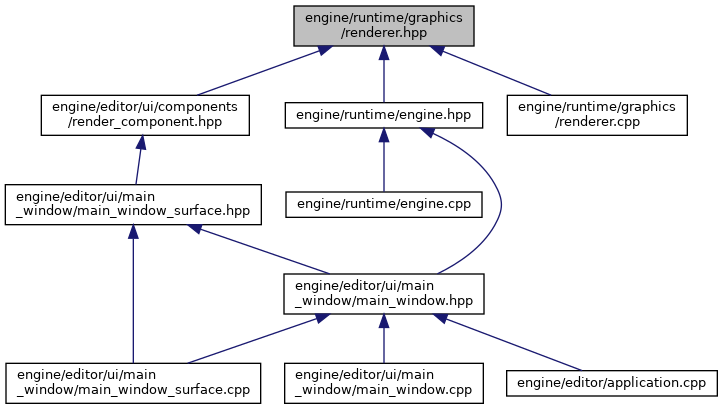 engine/runtime/graphics
/renderer.hpp
engine/editor/ui/components
/render_component.hpp
engine/runtime/engine.hpp
engine/runtime/graphics
/renderer.cpp
engine/editor/ui/main
_window/main_window_surface.hpp
engine/runtime/engine.cpp
engine/editor/ui/main
_window/main_window.hpp
engine/editor/ui/main
_window/main_window_surface.cpp
engine/editor/ui/main
_window/main_window.cpp
engine/editor/application.cpp